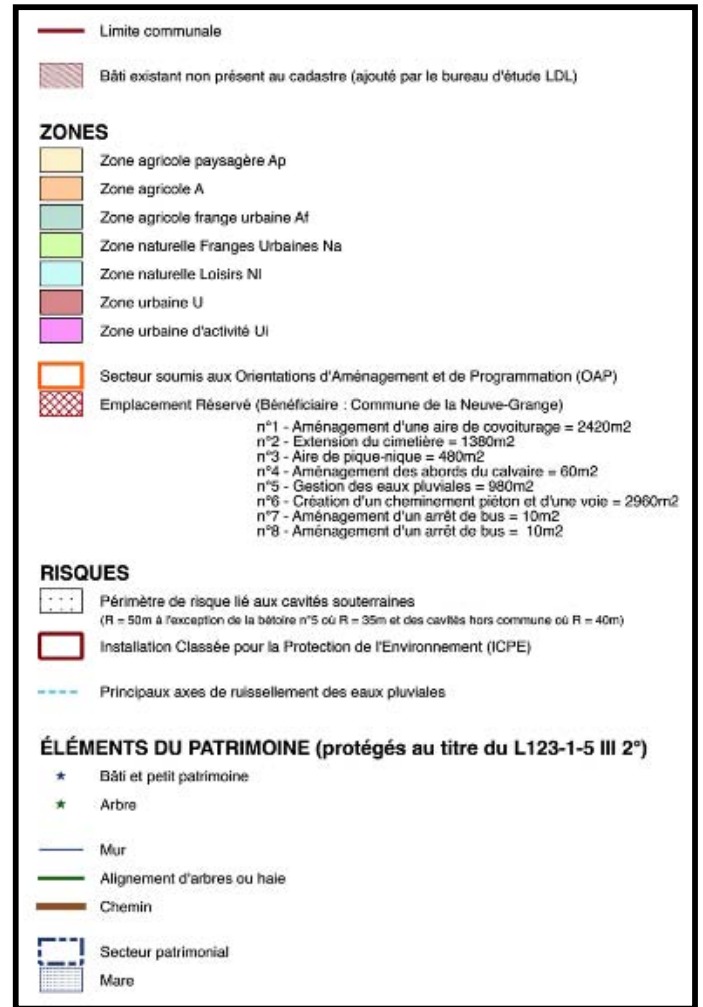 Limite communale
Bâti existant non présent au cadastre (ajouté par le bureau d'étude LDL)
ZONES
Zone agricole paysagère Ap
Zone agricole A
Zone agricole frange urbaine Af
Zone naturelle Franges Urbaines Na
Zone naturelle Loisirs Nl
Zone urbaine U
Zone urbaine d'activité Ui
Secteur soumis aux Orientations d'Aménagement et de Programmation (OAP)
Emplacement Réservé (Bénéficiaire : Commune de la Neuve-Grange)
n°1 - Aménagement d'une aire de covoiturage = 2420m2
n°2 - Extension du cimetière = 1380m2
n°3 - Aire de pique-nique = 480m2
n°4 - Aménagement des abords du calvaire = 60m2
n°5 - Gestion des eaux pluviales = 980m2
n°6 - Création d'un cheminement piéton et d'une voie = 2960m2
n°7 - Aménagement d'un arrêt de bus = 10m2
n°8 - Aménagement d'un arrêt de bus = 10m2
RISQUES
Périmètre de risque lié aux cavités souterraines
(R = 50m à l'exception de la bétoire n°5 où R = 35m et des cavités hors commune où R = 40m)
Installation Classée pour la Protection de l'Environnement (ICPE)
Principaux axes de ruissellement des eaux pluviales
ÉLÉMENTS DU PATRIMOINE (protégés au titre du L123-1-5 III 2°)
Bâti et petit patrimoine
Arbre
Mur
Alignement d'arbres ou haie
Chemin
Secteur patrimonial
Mare